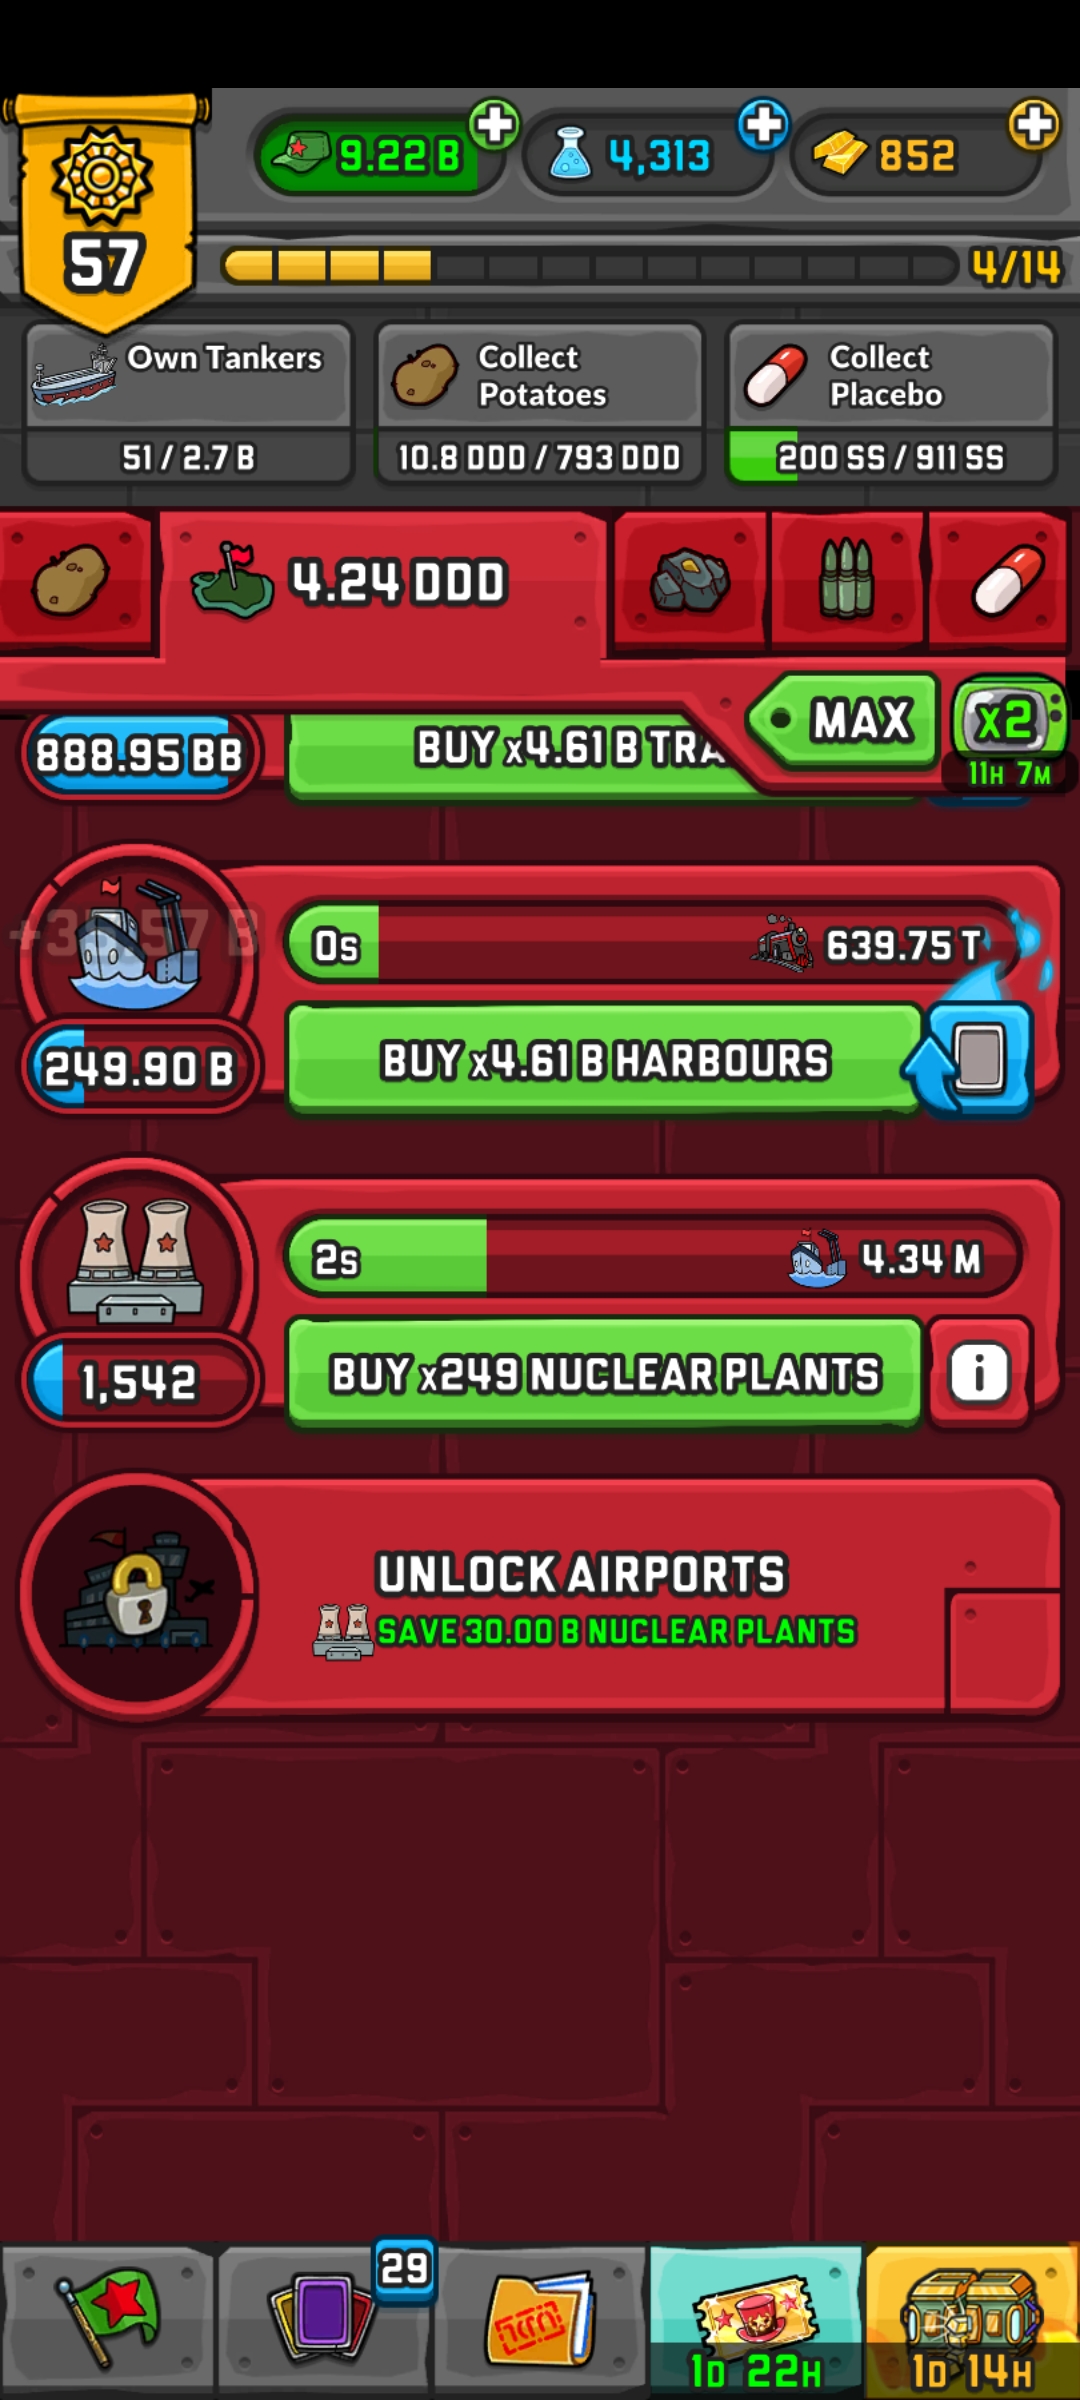 9.22 B
4,313
852
57
4/14
Own Tankers
51 / 2.7 B
Collect
Potatoes
10.8 DDD / 793 DDD
Collect
Placebo
200 SS / 911 SS
4.24 DDD
MAX
x2
11H 7M
888.95 BB
BUY x4.61 B TRA
0s
639.75 T
249.90 B
BUY x4.61 B HARBOURS
2s
4.34 M
1,542
BUY x249 NUCLEAR PLANTS
i
UNLOCK AIRPORTS
SAVE 30.00 B NUCLEAR PLANTS
29
1D 22H
1D 14H